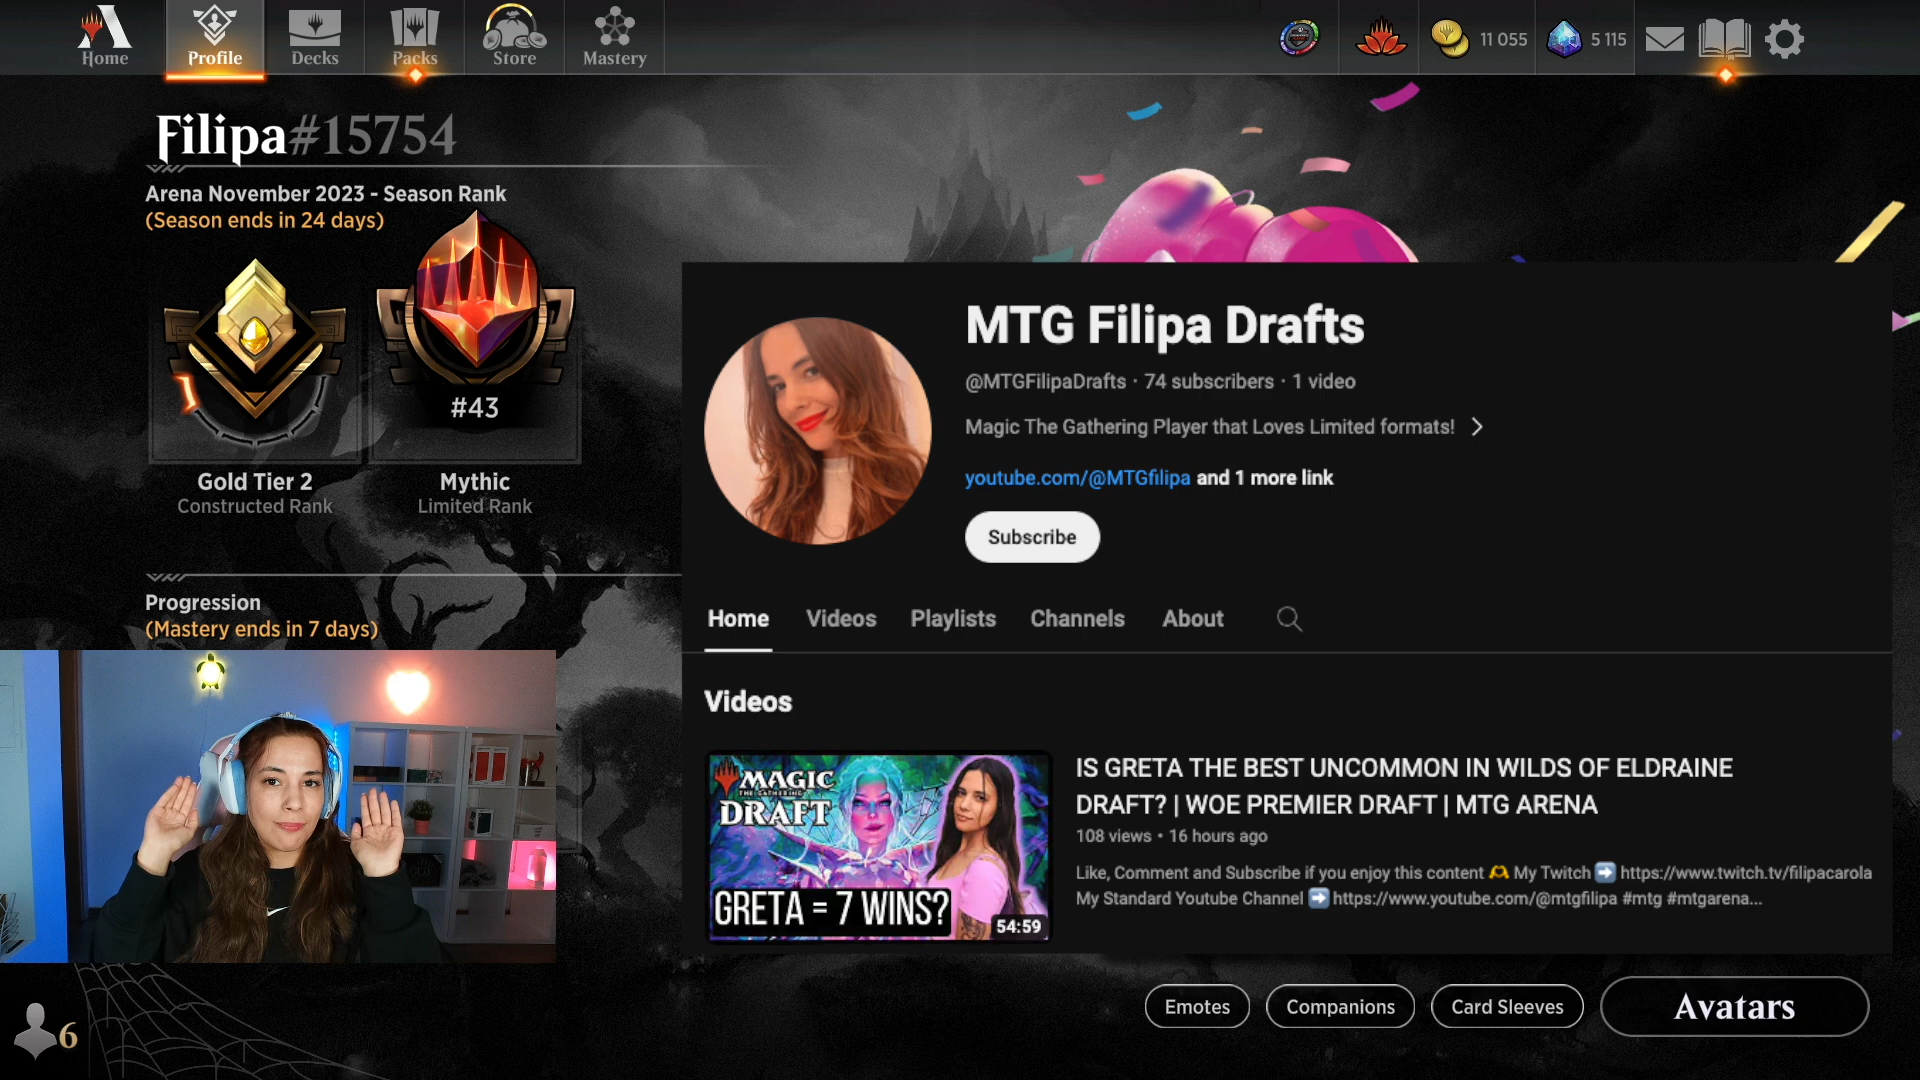 Home
Profile
Decks
Packs
Store
Mastery
11 055
5 115
Filipa#15754
Arena November 2023 - Season Rank
(Season ends in 24 days)
#43
Gold Tier 2
Constructed Rank
Mythic
Limited Rank
Progression
(Mastery ends in 7 days)
MTG Filipa Drafts
@MTGFilipaDrafts · 74 subscribers · 1 video
Magic The Gathering Player that Loves Limited formats!
youtube.com/@MTGfilipa and 1 more link
Subscribe
Home
Videos
Playlists
Channels
About
Videos
MAGIC
THE GATHERING
DRAFT
GRETA = 7 WINS?
54:59
IS GRETA THE BEST UNCOMMON IN WILDS OF ELDRAINE
DRAFT? | WOE PREMIER DRAFT | MTG ARENA
108 views • 16 hours ago
Like, Comment and Subscribe if you enjoy this content 🫶 My Twitch ➡️ https://www.twitch.tv/filipacarola
My Standard Youtube Channel ➡️ https://www.youtube.com/@mtgfilipa #mtg #mtgarena...
6
Emotes
Companions
Card Sleeves
Avatars